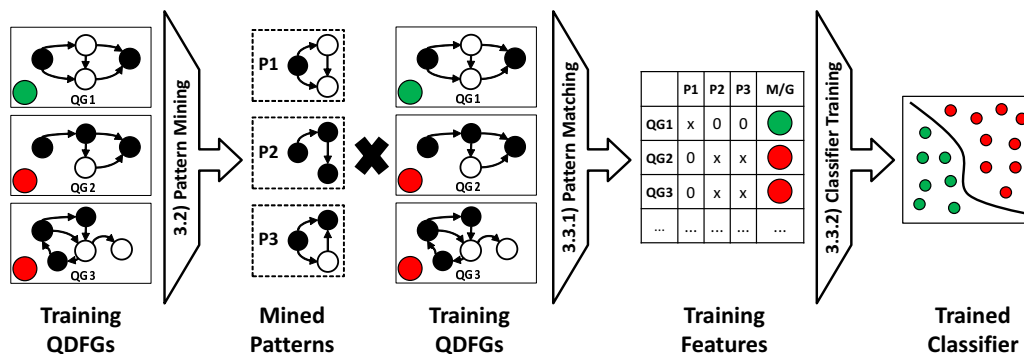 QG1
QG2
QG3
Training
QDFGs
3.2) Pattern Mining
P1
P2
P3
Mined
Patterns
QG1
QG2
QG3
Training
QDFGs
3.3.1) Pattern Matching
P1 P2 P3 M/G
QG1 x 0 0
QG2 0 x x
QG3 0 x x
... ... ... ... ...
Training
Features
3.3.2) Classifier Training
Trained
Classifier